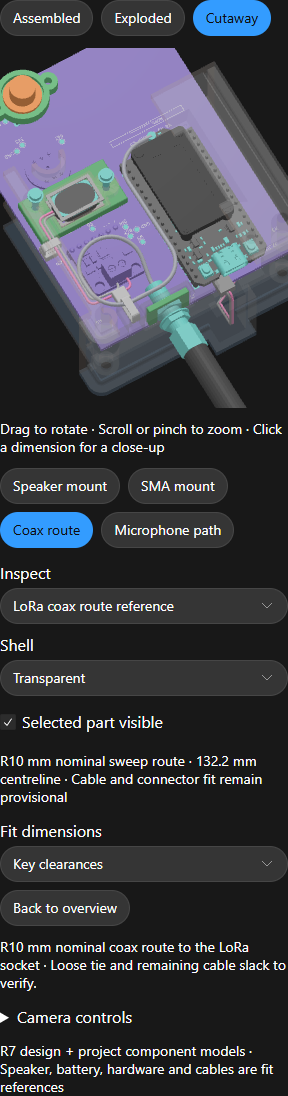 Assembled Exploded Cutaway
Drag to rotate · Scroll or pinch to zoom · Click
a dimension for a close-up
Speaker mount SMA mount
Coax route Microphone path
Inspect
LoRa coax route reference
Shell
Transparent
Selected part visible
R10 mm nominal sweep route · 132.2 mm
centreline · Cable and connector fit remain
provisional
Fit dimensions
Key clearances
Back to overview
R10 mm nominal coax route to the LoRa
socket · Loose tie and remaining cable slack to
verify.
Camera controls
R7 design + project component models ·
Speaker, battery, hardware and cables are fit
references